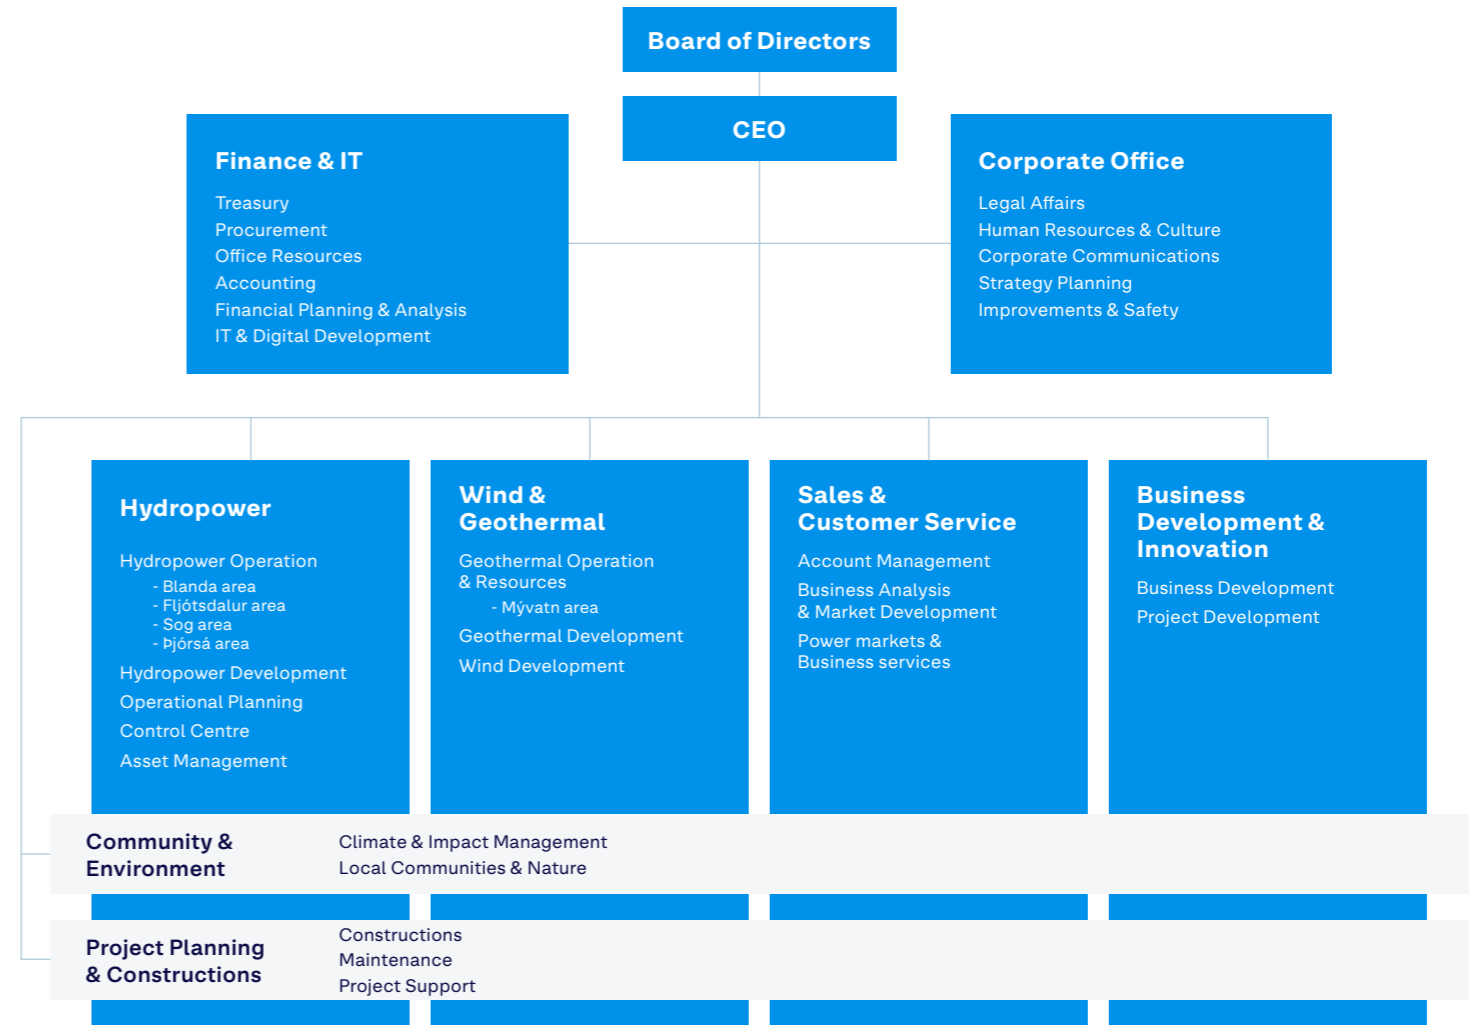 Board of Directors
CEO
Finance & IT
Treasury
Procurement
Office Resources
Accounting
Financial Planning & Analysis
IT & Digital Development
Corporate Office
Legal Affairs
Human Resources & Culture
Corporate Communications
Strategy Planning
Improvements & Safety
Hydropower
Hydropower Operation
- Blanda area
- Fljótsdalur area
- Sog area
- Þjórsá area
Hydropower Development
Operational Planning
Control Centre
Asset Management
Wind &
Geothermal
Geothermal Operation
& Resources
- Mývatn area
Geothermal Development
Wind Development
Sales &
Customer Service
Account Management
Business Analysis
& Market Development
Power markets &
Business services
Business
Development &
Innovation
Business Development
Project Development
Community &
Environment
Climate & Impact Management
Local Communities & Nature
Project Planning
& Constructions
Constructions
Maintenance
Project Support